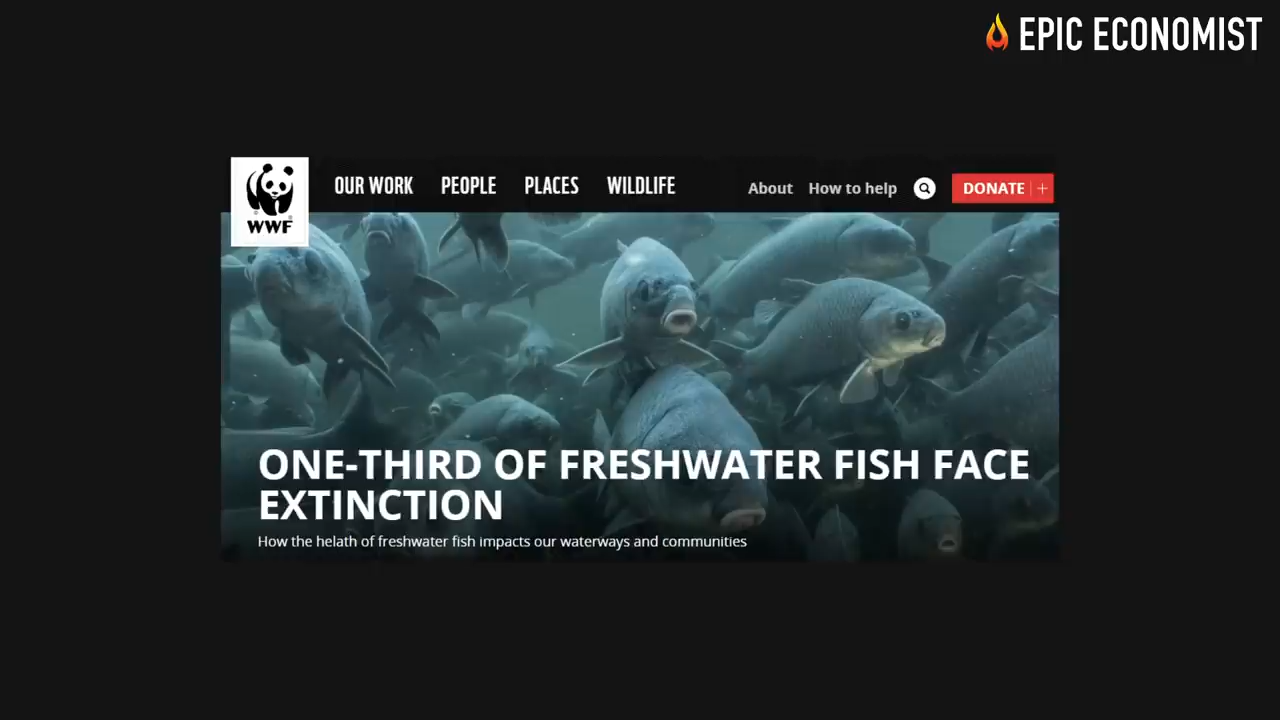 EPIC ECONOMIST
OUR WORK PEOPLE PLACES WILDLIFE
About How to help DONATE +
WWF
ONE-THIRD OF FRESHWATER FISH FACE
EXTINCTION
How the helath of freshwater fish impacts our waterways and communities